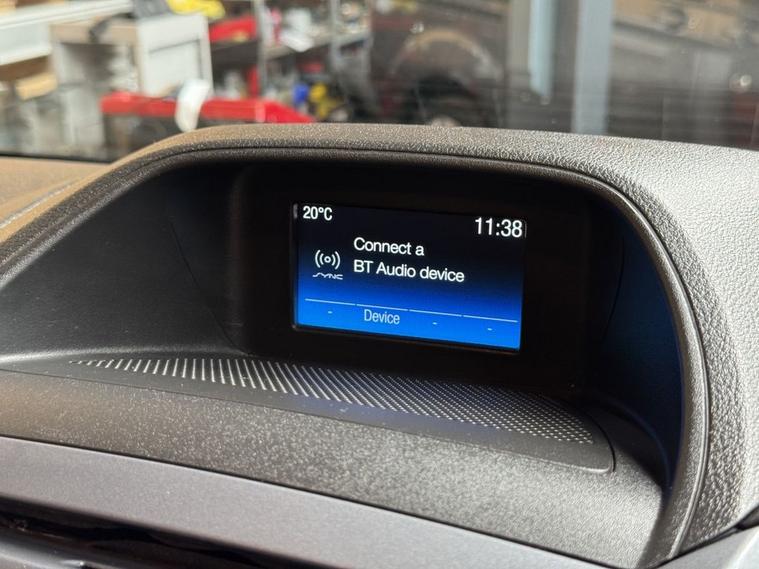 20°C
11:38
Connect a
BT Audio device
SYNC
- Device - -